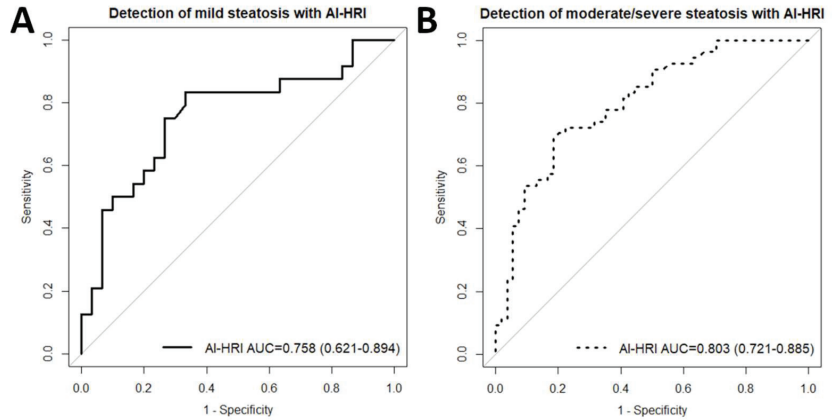 A
Detection of mild steatosis with AI-HRI
Sensitivity
0.0
0.2
0.4
0.6
0.8
1.0
AI-HRI AUC=0.758 (0.621-0.894)
0.0 0.2 0.4 0.6 0.8 1.0
1 - Specificity
B
Detection of moderate/severe steatosis with AI-HRI
Sensitivity
0.0
0.2
0.4
0.6
0.8
1.0
AI-HRI AUC=0.803 (0.721-0.885)
0.0 0.2 0.4 0.6 0.8 1.0
1 - Specificity